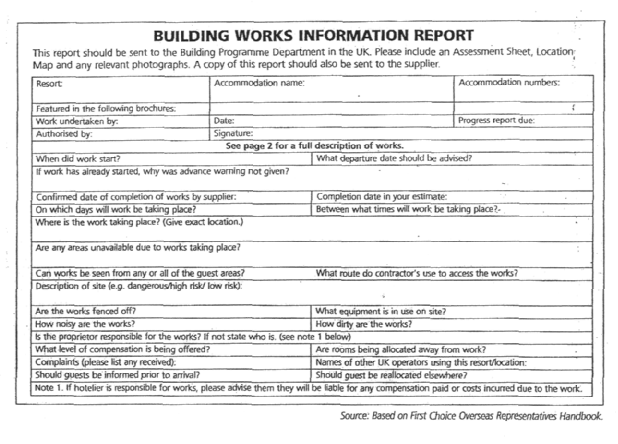 BUILDING WORKS INFORMATION REPORT
This report should be sent to the Building Programme Department in the UK. Please include an Assessment Sheet, Location
Map and any relevant photographs. A copy of this report should also be sent to the supplier.
Resort: Accommodation name: Accommodation numbers:
Featured in the following brochures:
Work undertaken by: Date: Progress report due:
Authorised by: Signature:
See page 2 for a full description of works.
When did work start? What departure date should be advised?
If work has already started, why was advance warning not given?
Confirmed date of completion of works by supplier: Completion date in your estimate:
On which days will work be taking place? Between what times will work be taking place?
Where is the work taking place? (Give exact location.)
Are any areas unavailable due to works taking place?
Can works be seen from any or all of the guest areas? What route do contractor's use to access the works?
Description of site (e.g. dangerous/high risk/ low risk):
Are the works fenced off? What equipment is in use on site?
How noisy are the works? How dirty are the works?
Is the proprietor responsible for the works? If not state who is. (see note 1 below)
What level of compensation is being offered? Are rooms being allocated away from work?
Complaints (please list any received): Names of other UK operators using this resort/location:
Should guests be informed prior to arrival? Should guest be reallocated elsewhere?
Note 1. If hotelier is responsible for works, please advise them they will be liable for any compensation paid or costs incurred due to the work.
Source: Based on First Choice Overseas Representatives Handbook.